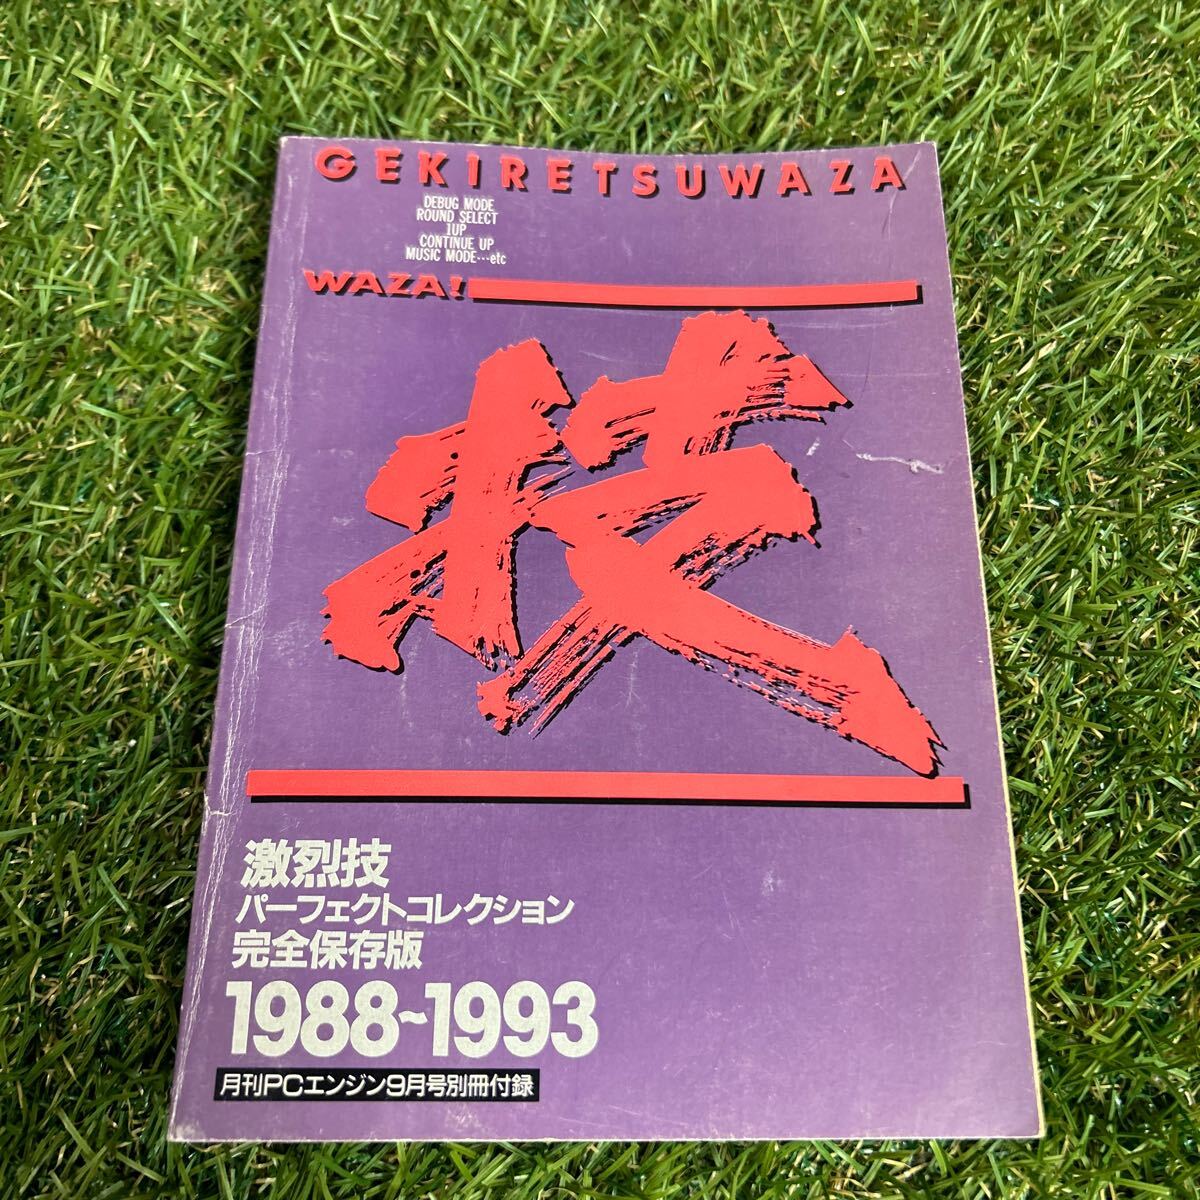 GEKIRETSUWAZA
DEBUG MODE
ROUND SELECT
1UP
CONTINUE UP
MUSIC MODE…etc
WAZA!
技
激烈技
パーフェクトコレクション
完全保存版
1988~1993
月刊PCエンジン9月号別冊付録